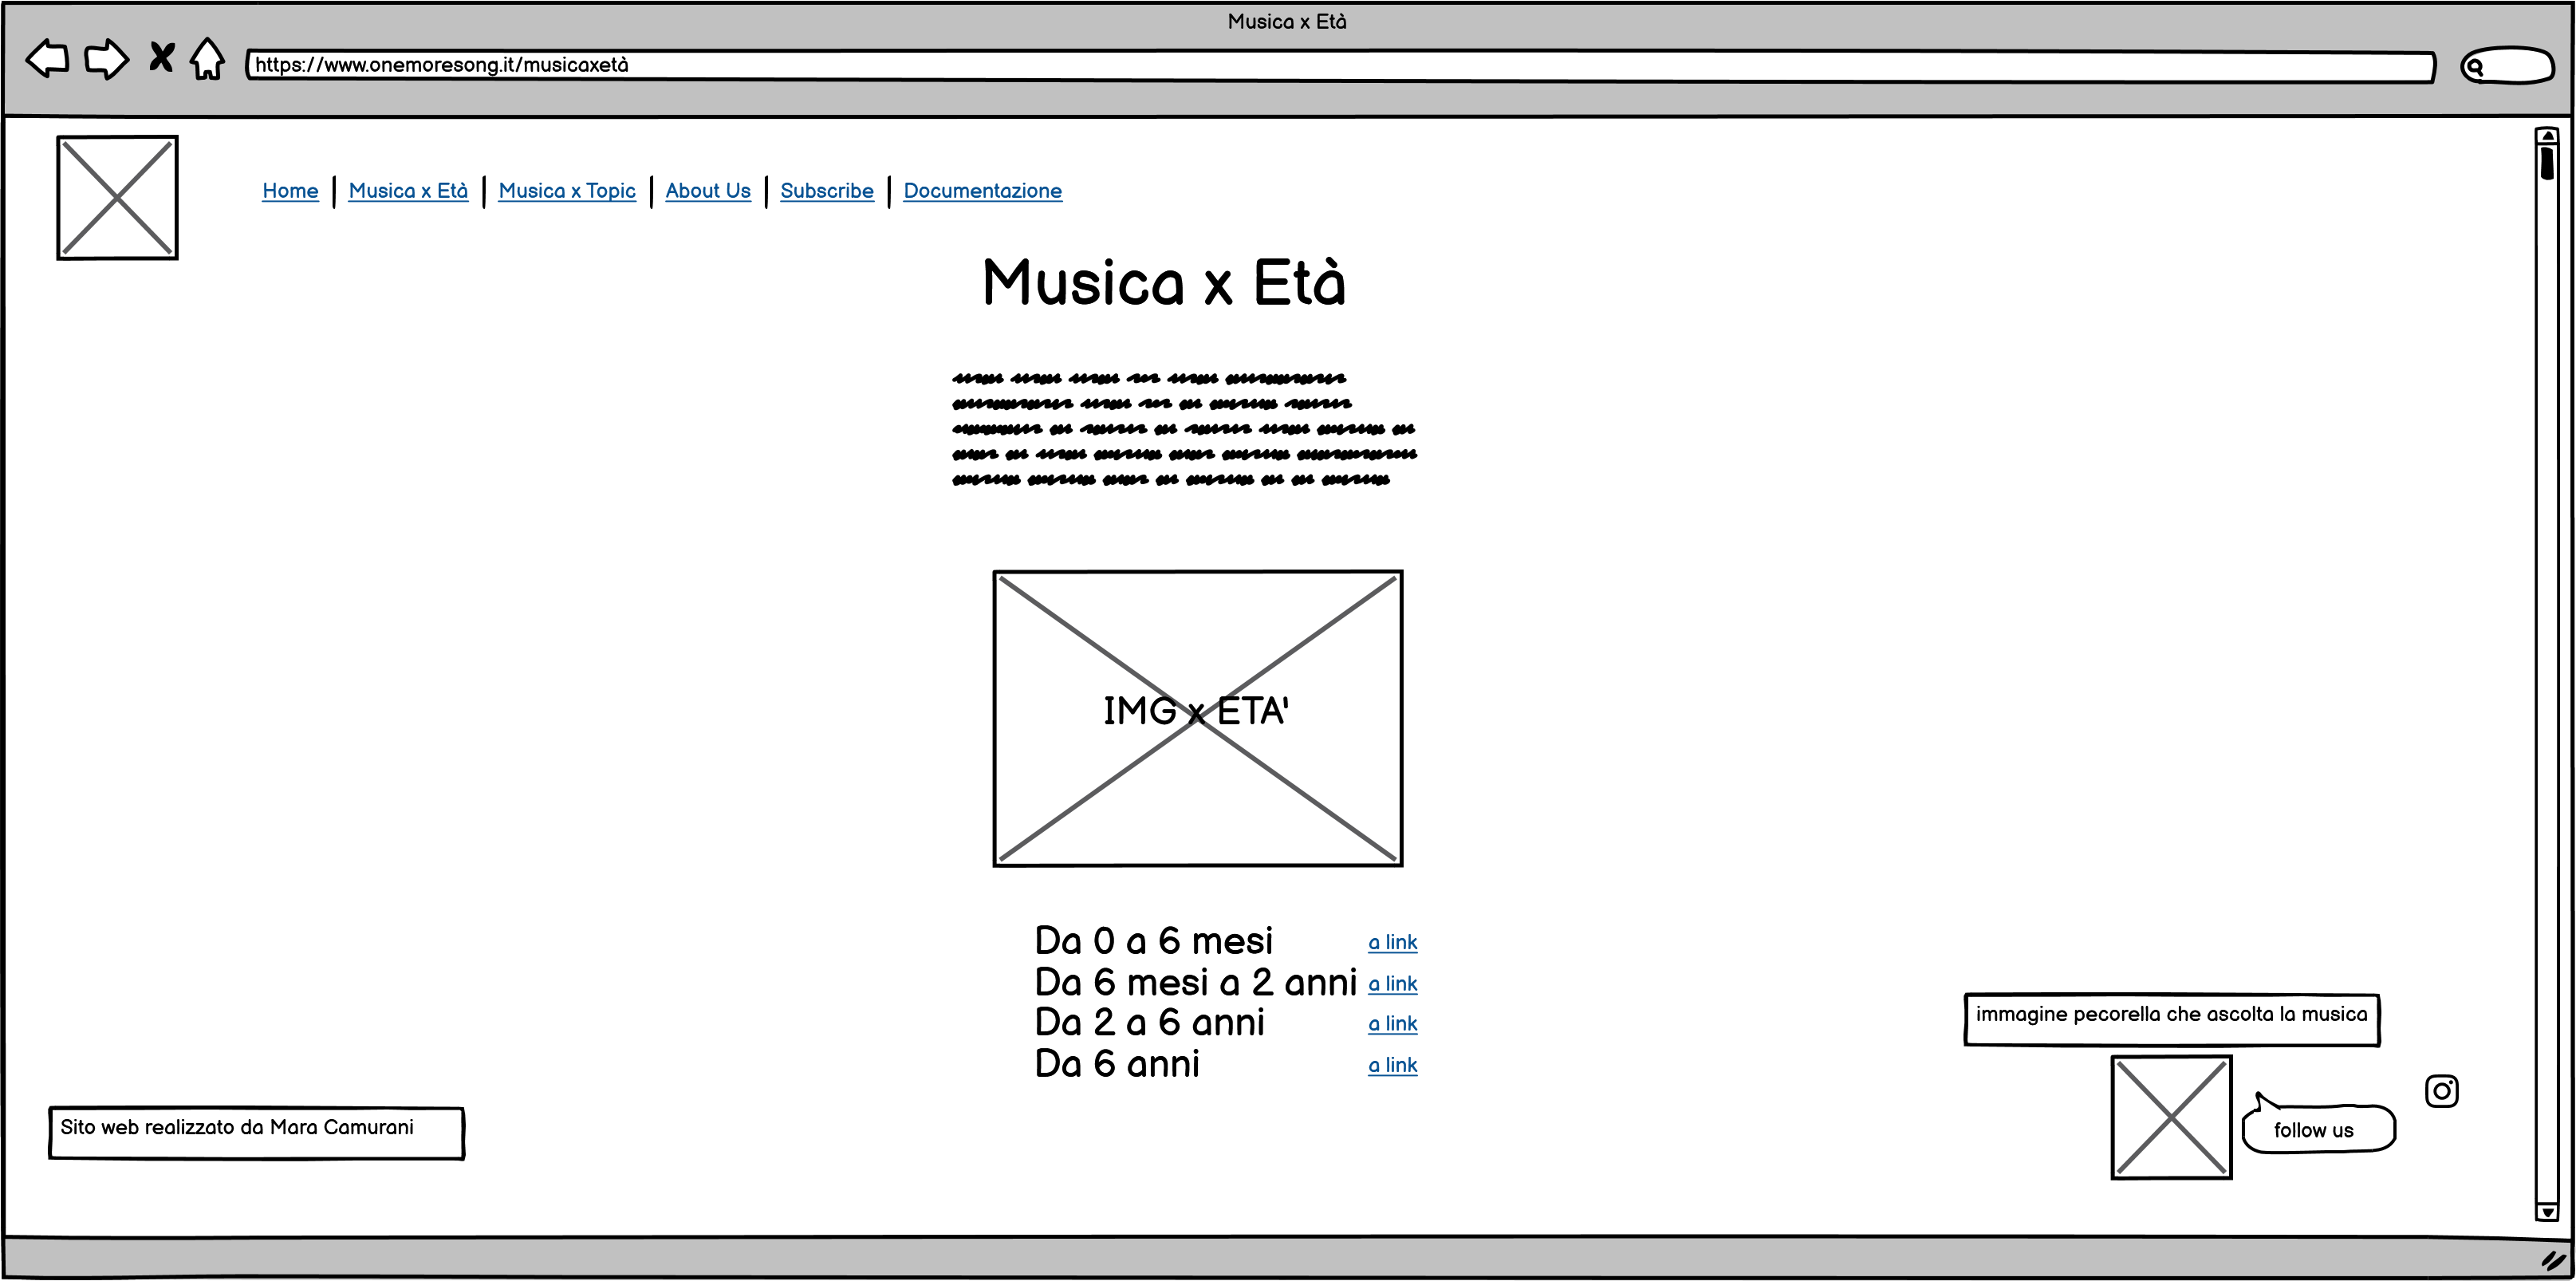 Musica x Età
https://www.onemoresong.it/musicaxetà
Home | Musica x Età | Musica x Topic | About Us | Subscribe | Documentazione
Musica x Età
IMG x ETA'
Da 0 a 6 mesi a link
Da 6 mesi a 2 anni a link
Da 2 a 6 anni a link
Da 6 anni a link
immagine pecorella che ascolta la musica
Sito web realizzato da Mara Camurani
follow us